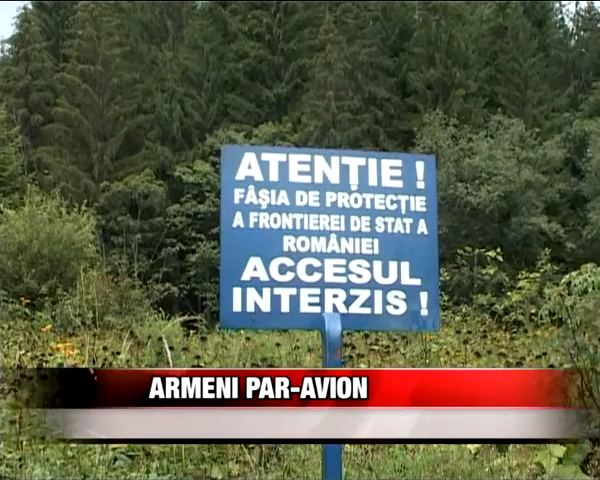 ATENȚIE !
FÂȘIA DE PROTECȚIE
A FRONTIEREI DE STAT A
ROMÂNIEI
ACCESUL
INTERZIS !
ARMENI PAR-AVION